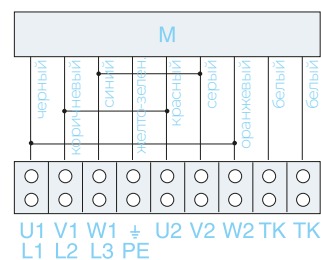 M
черный
коричневый
синий
желто-зелен.
красный
серый
оранжевый
белый
белый
U1 V1 W1 ⏚ U2 V2 W2 TK TK
L1 L2 L3 PE